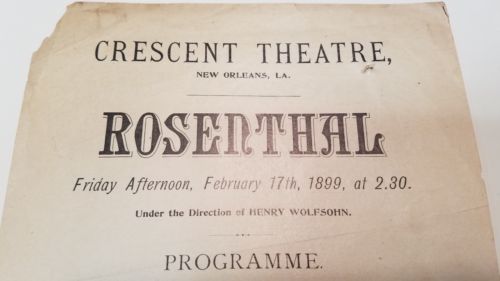 CRESCENT THEATRE,
NEW ORLEANS, LA.
ROSENTHAL
Friday Afternoon, February 17th, 1899, at 2.30.
Under the Direction of HENRY WOLFSOHN.
PROGRAMME.